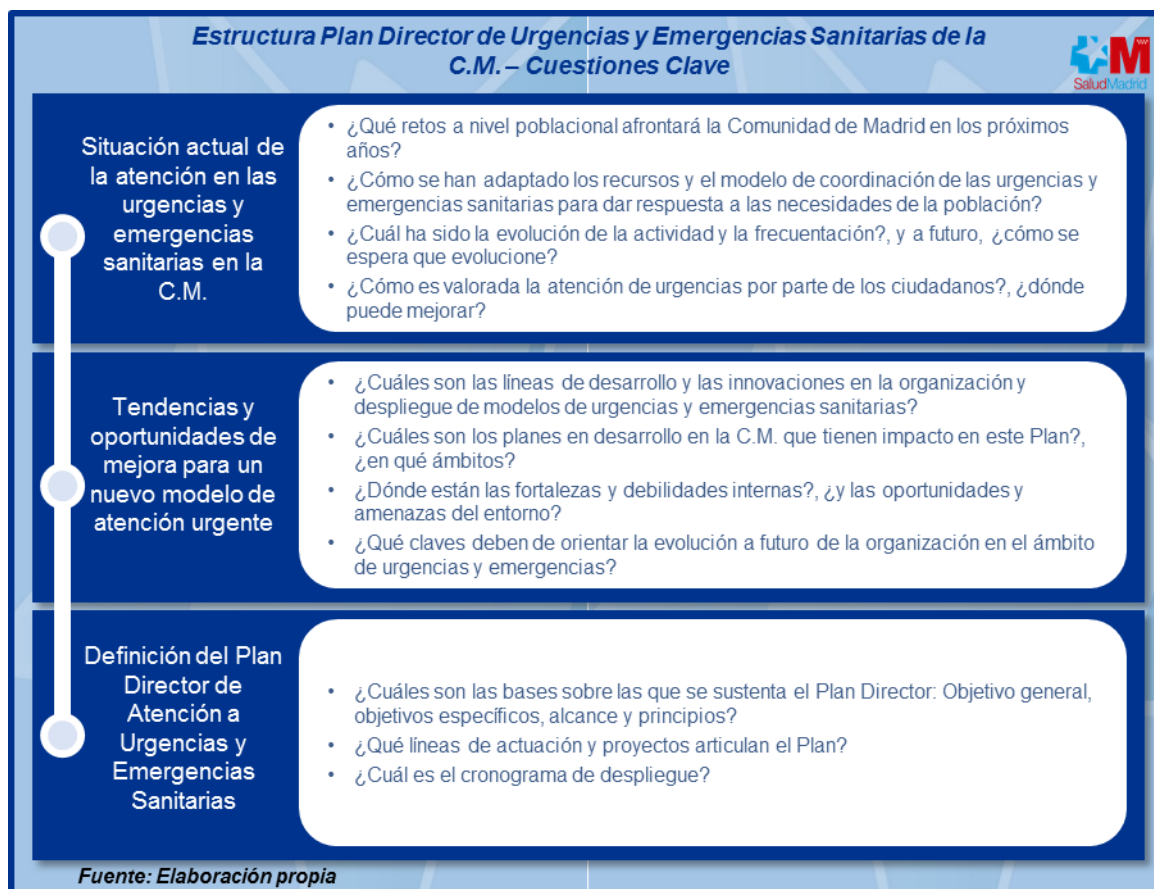 Estructura Plan Director de Urgencias y Emergencias Sanitarias de la
C.M. – Cuestiones Clave
SaludMadrid
Situación actual de
la atención en las
urgencias y
emergencias
sanitarias en la
C.M.
• ¿Qué retos a nivel poblacional afrontará la Comunidad de Madrid en los próximos
años?
• ¿Cómo se han adaptado los recursos y el modelo de coordinación de las urgencias y
emergencias sanitarias para dar respuesta a las necesidades de la población?
• ¿Cuál ha sido la evolución de la actividad y la frecuentación?, y a futuro, ¿cómo se
espera que evolucione?
• ¿Cómo es valorada la atención de urgencias por parte de los ciudadanos?, ¿dónde
puede mejorar?
Tendencias y
oportunidades de
mejora para un
nuevo modelo de
atención urgente
• ¿Cuáles son las líneas de desarrollo y las innovaciones en la organización y
despliegue de modelos de urgencias y emergencias sanitarias?
• ¿Cuáles son los planes en desarrollo en la C.M. que tienen impacto en este Plan?,
¿en qué ámbitos?
• ¿Dónde están las fortalezas y debilidades internas?, ¿y las oportunidades y
amenazas del entorno?
• ¿Qué claves deben de orientar la evolución a futuro de la organización en el ámbito
de urgencias y emergencias?
Definición del Plan
Director de
Atención a
Urgencias y
Emergencias
Sanitarias
• ¿Cuáles son las bases sobre las que se sustenta el Plan Director: Objetivo general,
objetivos específicos, alcance y principios?
• ¿Qué líneas de actuación y proyectos articulan el Plan?
• ¿Cuál es el cronograma de despliegue?
Fuente: Elaboración propia